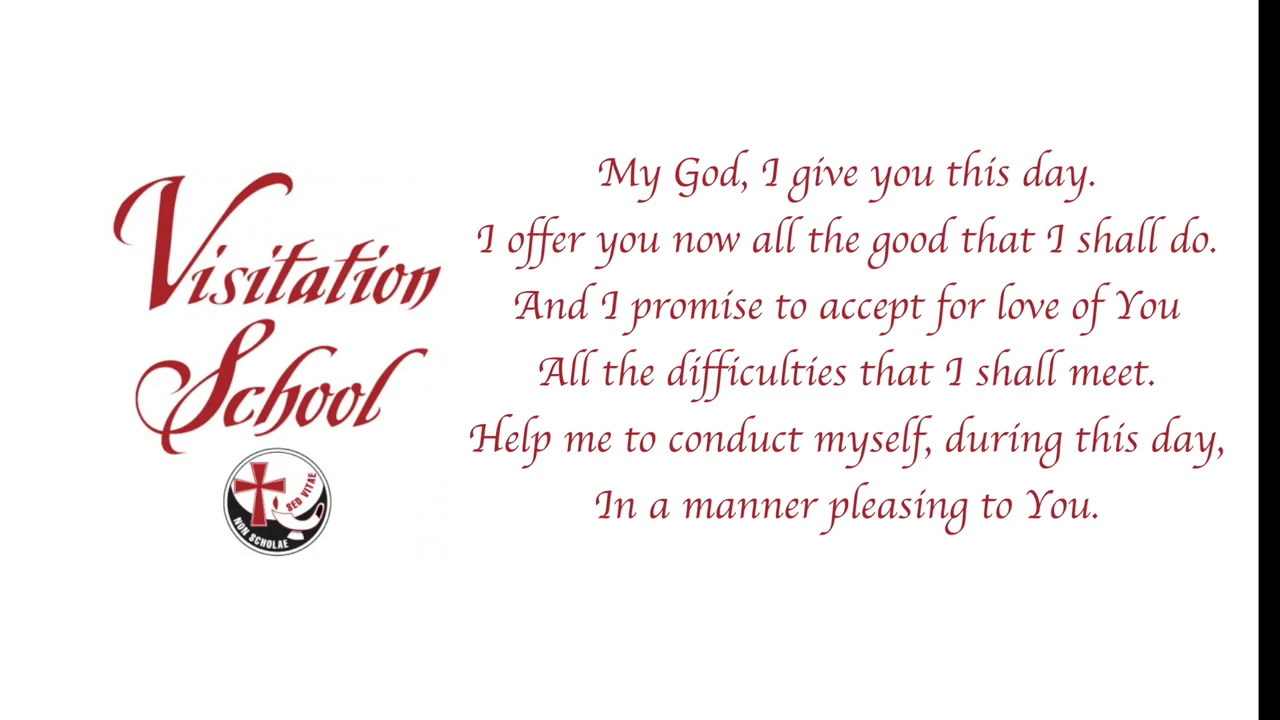 Visitation
School
NON SCHOLAE
SED VITAE
My God, I give you this day.
I offer you now all the good that I shall do.
And I promise to accept for love of You
All the difficulties that I shall meet.
Help me to conduct myself, during this day,
In a manner pleasing to You.